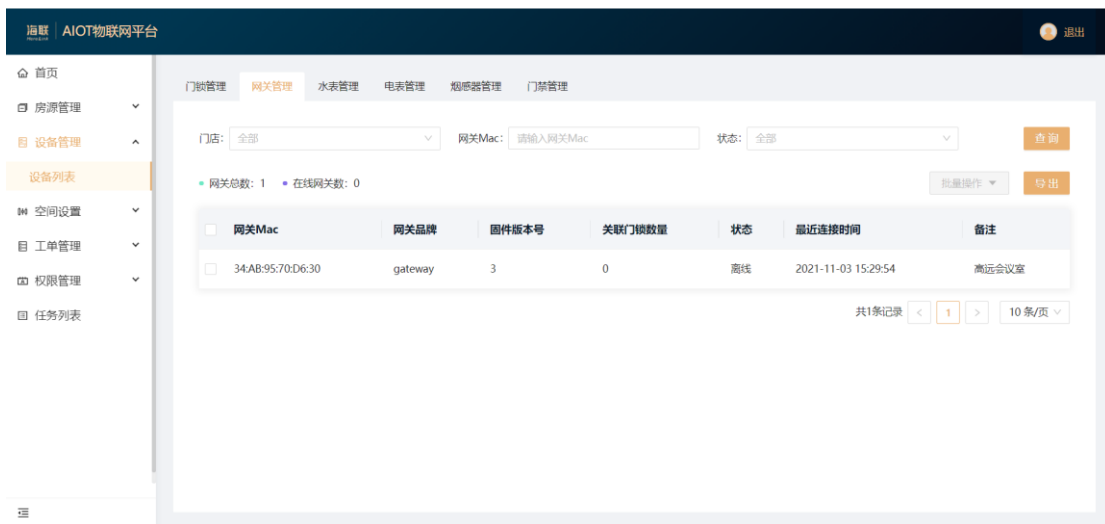 海联 AIOT物联网平台 退出
首页
房源管理
设备管理
设备列表
空间设置
工单管理
权限管理
任务列表
门锁管理 网关管理 水表管理 电表管理 烟感器管理 门禁管理
门店: 全部 网关Mac: 请输入网关Mac 状态: 全部 查询
网关总数: 1 在线网关数: 0 批量操作 导出
网关Mac 网关品牌 固件版本号 关联门锁数量 状态 最近连接时间 备注
34:AB:95:70:D6:30 gateway 3 0 离线 2021-11-03 15:29:54 高远会议室
共1条记录 < 1 > 10 条/页